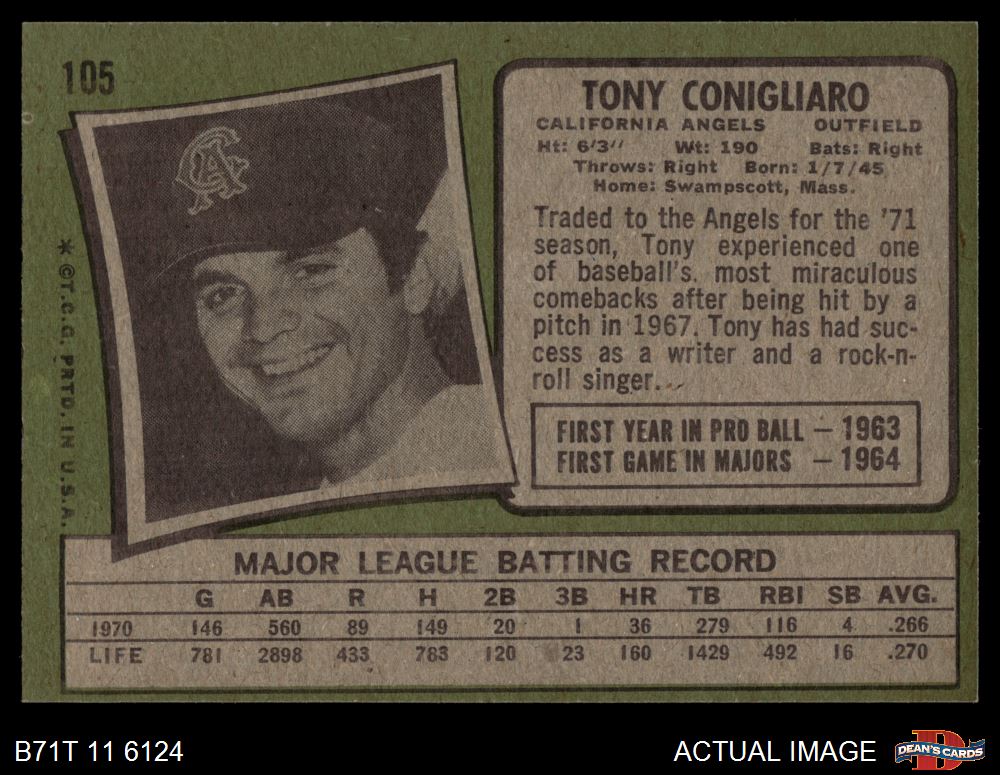 105
TONY CONIGLIARO
CALIFORNIA ANGELS OUTFIELD
Ht: 6'3" Wt: 190 Bats: Right
Throws: Right Born: 1/7/45
Home: Swampscott, Mass.
Traded to the Angels for the '71
season, Tony experienced one
of baseball's most miraculous
comebacks after being hit by a
pitch in 1967. Tony has had suc-
cess as a writer and a rock-n-
roll singer.
FIRST YEAR IN PRO BALL — 1963
FIRST GAME IN MAJORS — 1964
CA
* © T.C.G. PRTD. IN U.S.A.
MAJOR LEAGUE BATTING RECORD
G AB R H 2B 3B HR TB RBI SB AVG.
1970 146 560 89 149 20 1 36 279 116 4 .266
LIFE 781 2898 433 783 120 23 160 1429 492 16 .270
B71T 11 6124
ACTUAL IMAGE
D
DEAN'S CARDS